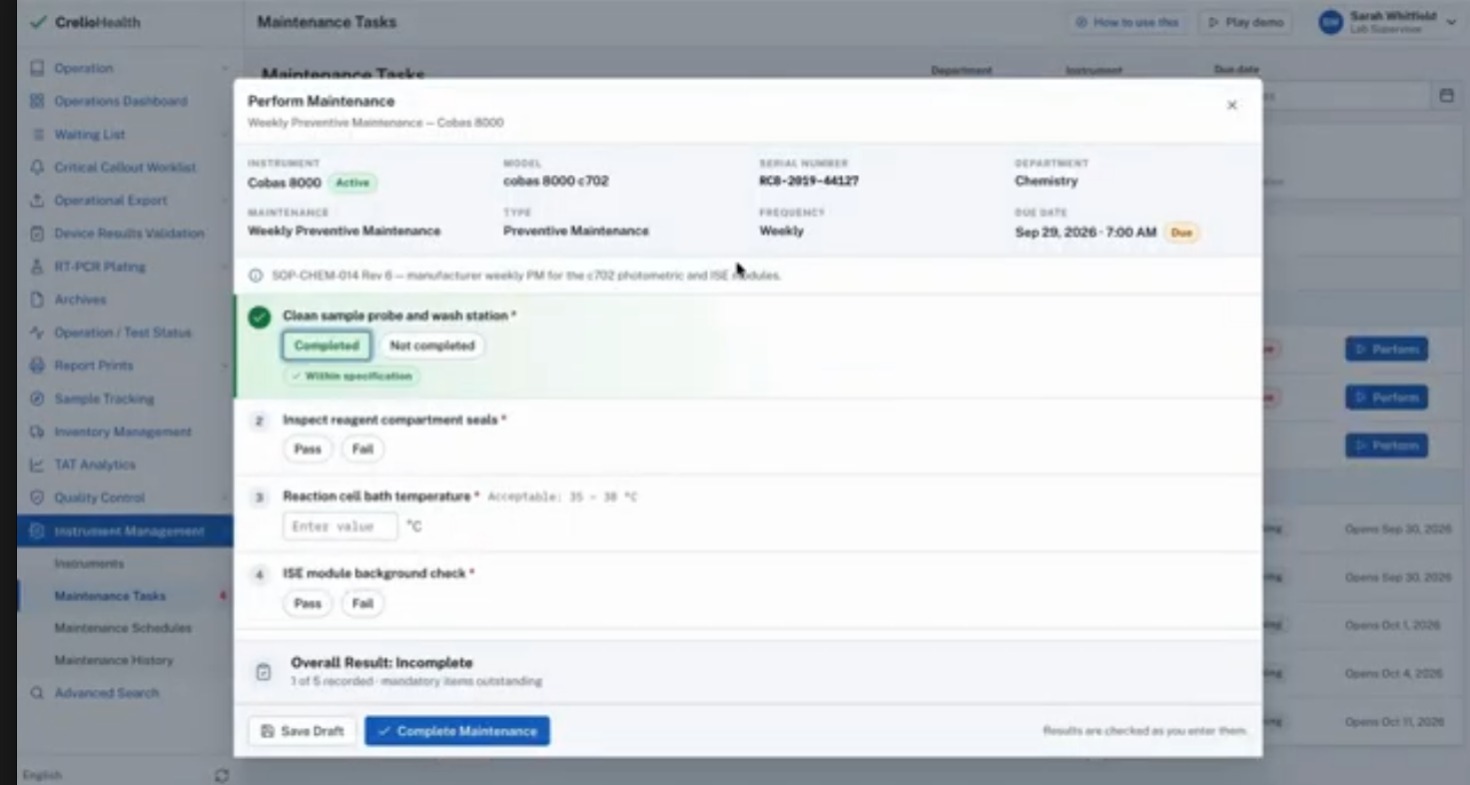 CrelioHealth
Maintenance Tasks
How to use this
Play demo
SW
Sarah Whitfield
Lab Supervisor
Operation
Operations Dashboard
Waiting List
Critical Callout Worklist
Operational Export
Device Results Validation
RT-PCR Plating
Archives
Operation / Test Status
Report Prints
Sample Tracking
Inventory Management
TAT Analytics
Quality Control
Instrument Management
Instruments
Maintenance Tasks 4
Maintenance Schedules
Maintenance History
Advanced Search
English
Maintenance Tasks
Department Instrument Due date
Perform Maintenance
Weekly Preventive Maintenance — Cobas 8000
INSTRUMENT MODEL SERIAL NUMBER DEPARTMENT
Cobas 8000 Active cobas 8000 c702 RC8-2019-44127 Chemistry
MAINTENANCE TYPE FREQUENCY DUE DATE
Weekly Preventive Maintenance Preventive Maintenance Weekly Sep 29, 2026 · 7:00 AM Due
SOP-CHEM-014 Rev 6 — manufacturer weekly PM for the c702 photometric and ISE modules.
Clean sample probe and wash station *
Completed Not completed
✓ Within specification
2 Inspect reagent compartment seals *
Pass Fail
3 Reaction cell bath temperature * Acceptable: 35 – 38 °C
Enter value °C
4 ISE module background check *
Pass Fail
Overall Result: Incomplete
1 of 5 recorded · mandatory items outstanding
Save Draft ✓ Complete Maintenance Results are checked as you enter them.
Perform
Perform
Perform
Opens Sep 30, 2026
Opens Sep 30, 2026
Opens Oct 1, 2026
Opens Oct 4, 2026
Opens Oct 11, 2026